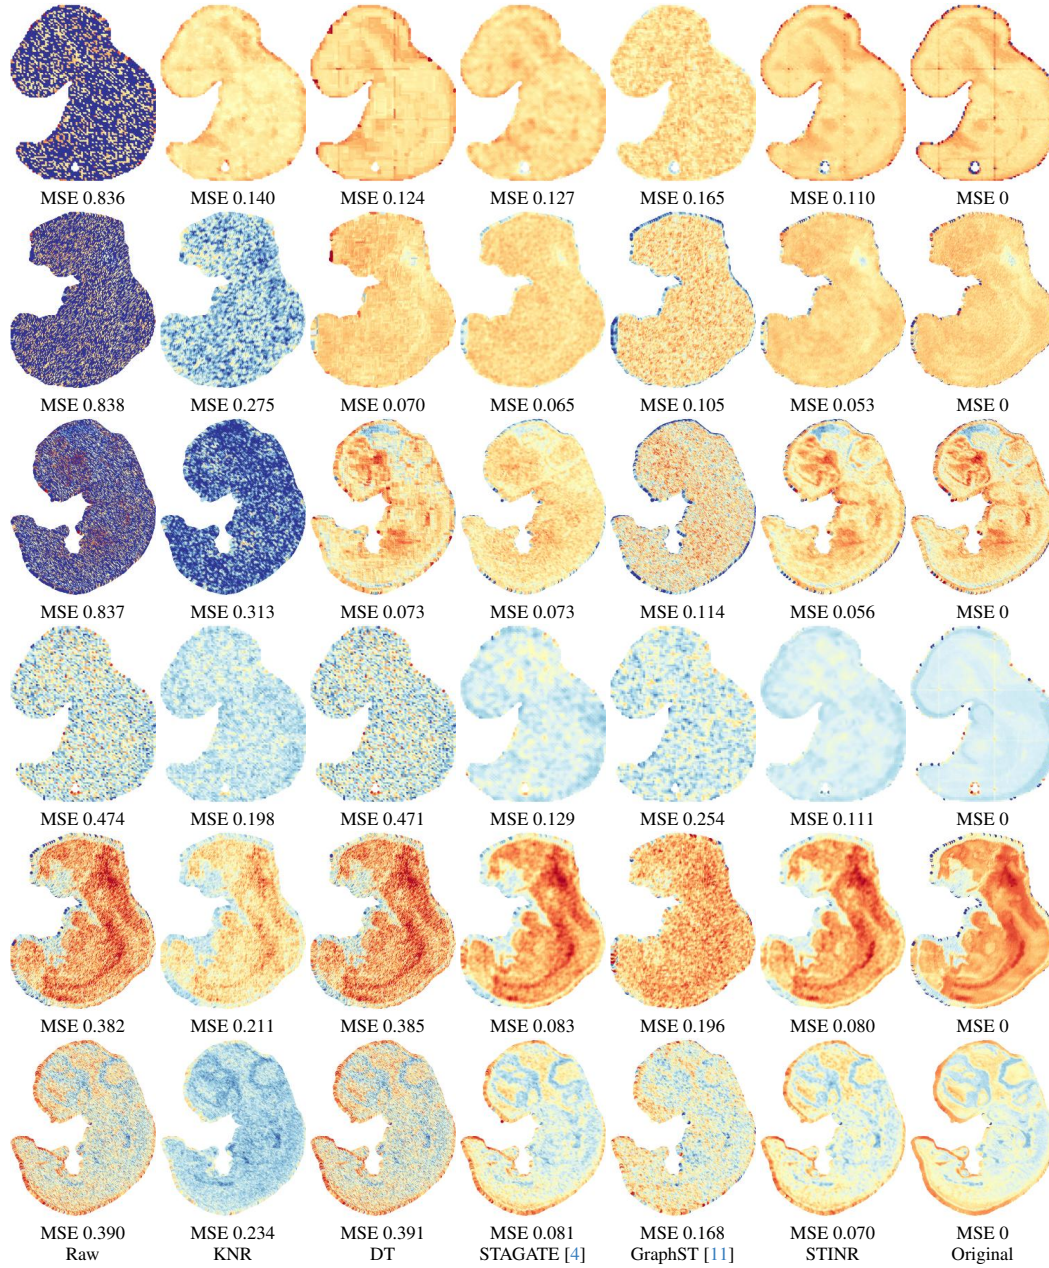 MSE 0.836 MSE 0.140 MSE 0.124 MSE 0.127 MSE 0.165 MSE 0.110 MSE 0
MSE 0.838 MSE 0.275 MSE 0.070 MSE 0.065 MSE 0.105 MSE 0.053 MSE 0
MSE 0.837 MSE 0.313 MSE 0.073 MSE 0.073 MSE 0.114 MSE 0.056 MSE 0
MSE 0.474 MSE 0.198 MSE 0.471 MSE 0.129 MSE 0.254 MSE 0.111 MSE 0
MSE 0.382 MSE 0.211 MSE 0.385 MSE 0.083 MSE 0.196 MSE 0.080 MSE 0
MSE 0.390 MSE 0.234 MSE 0.391 MSE 0.081 MSE 0.168 MSE 0.070 MSE 0
Raw KNR DT STAGATE [4] GraphST [11] STINR Original